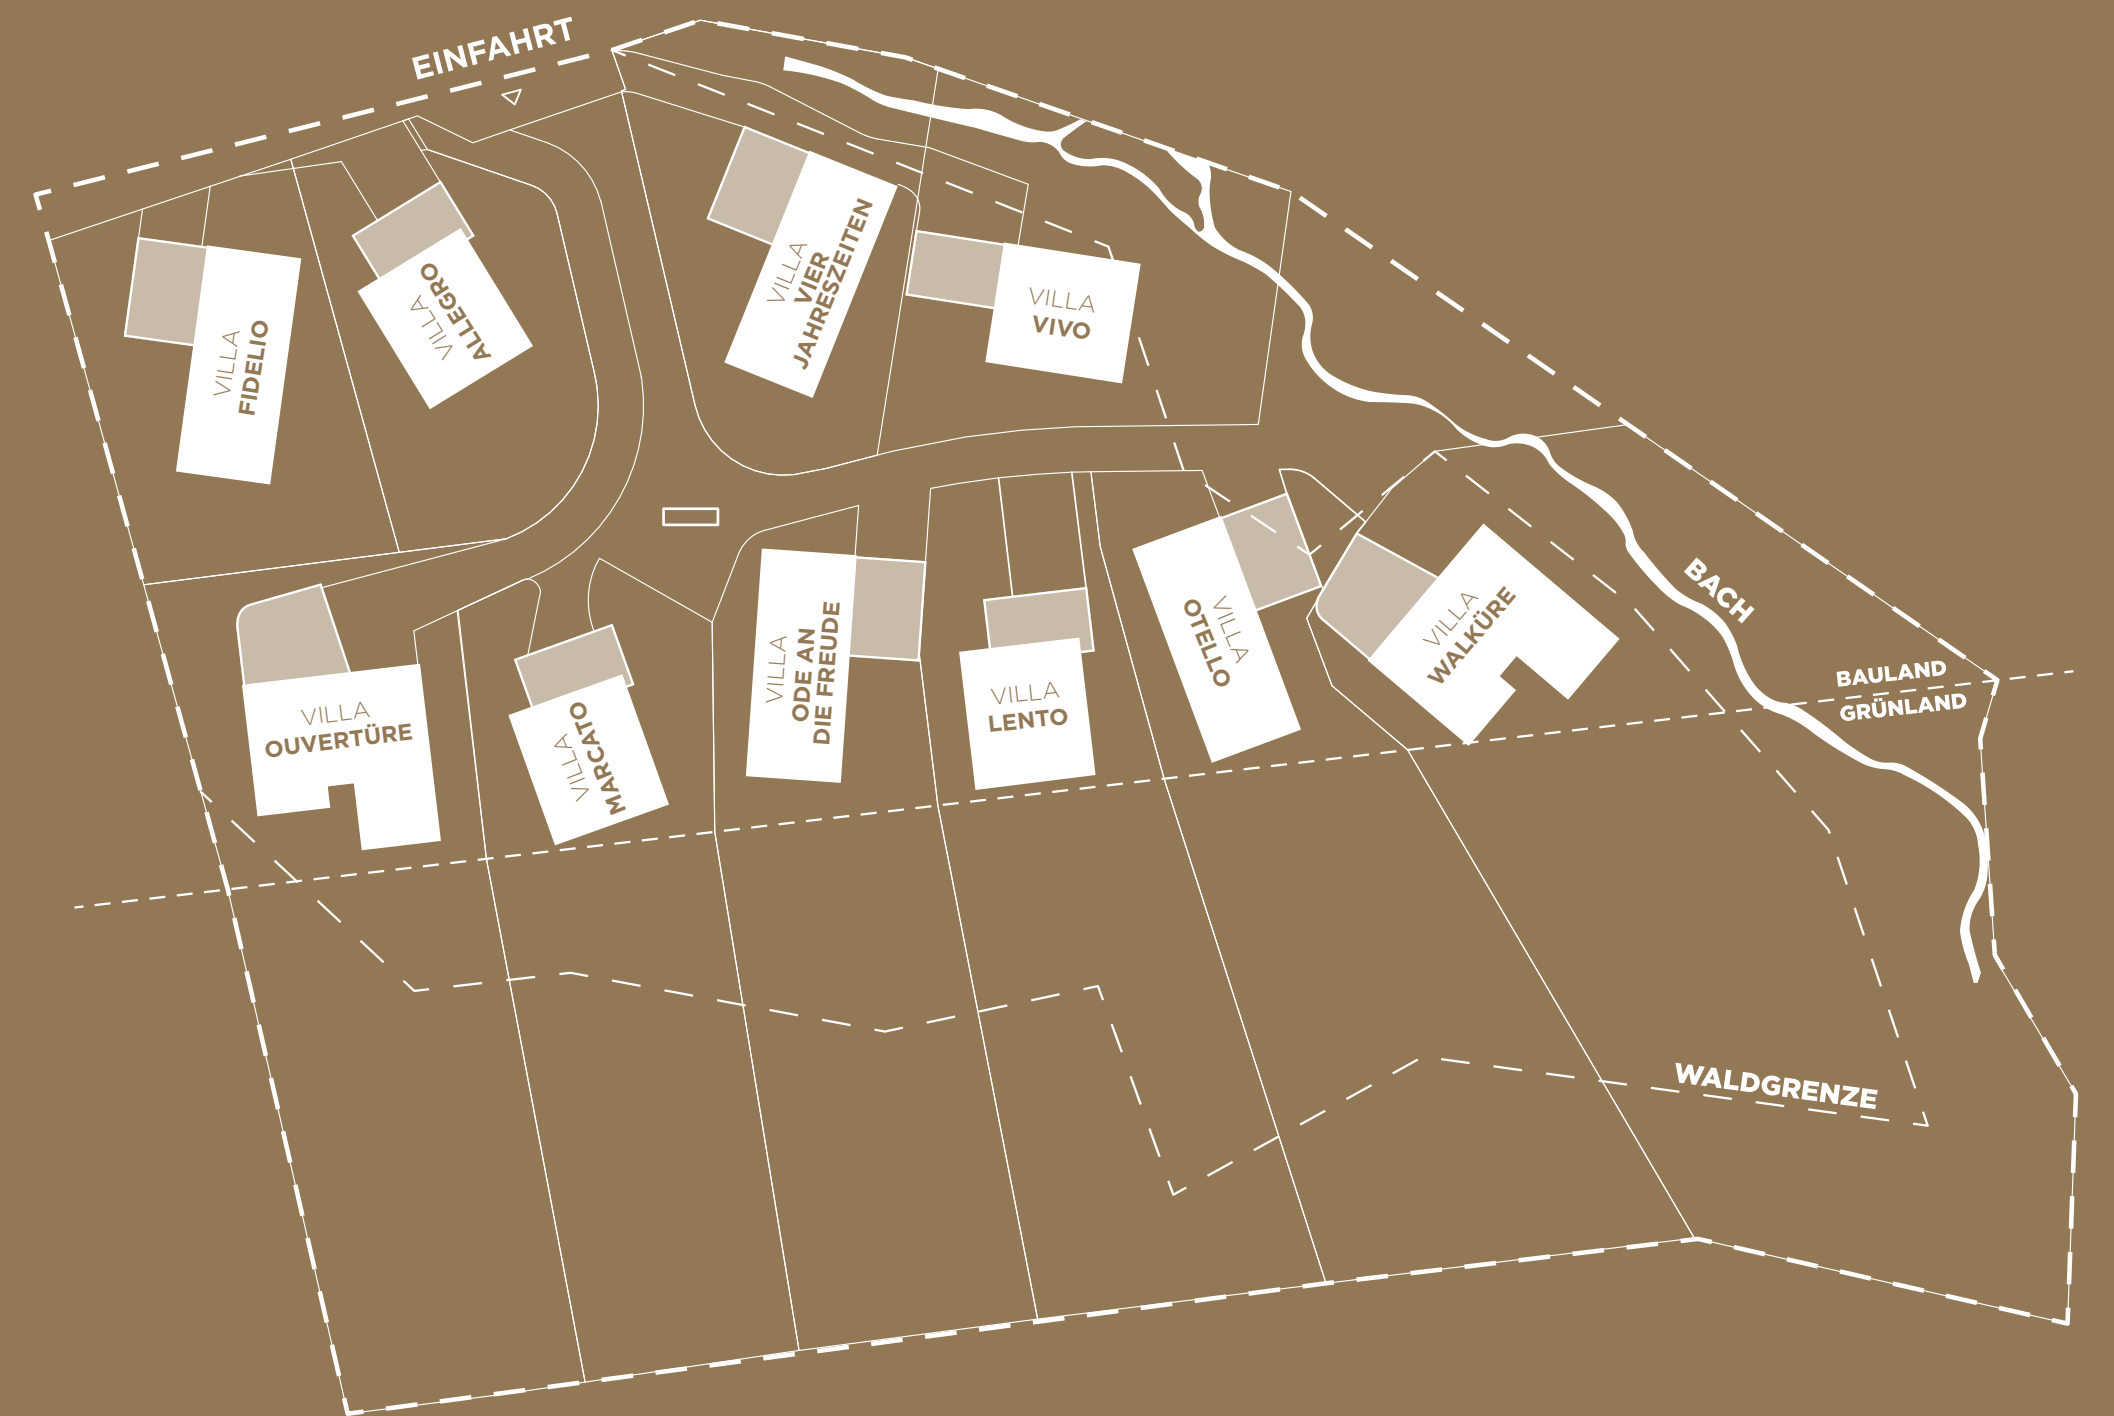 EINFAHRT
VILLA
FIDELIO
VILLA
ALLEGRO
VILLA
VIER
JAHRESZEITEN
VILLA
VIVO
VILLA
OUVERTÜRE
VILLA
MARCATO
VILLA
ODE AN
DIE FREUDE
VILLA
LENTO
VILLA
OTELLO
VILLA
WALKÜRE
BACH
BAULAND
GRÜNLAND
WALDGRENZE